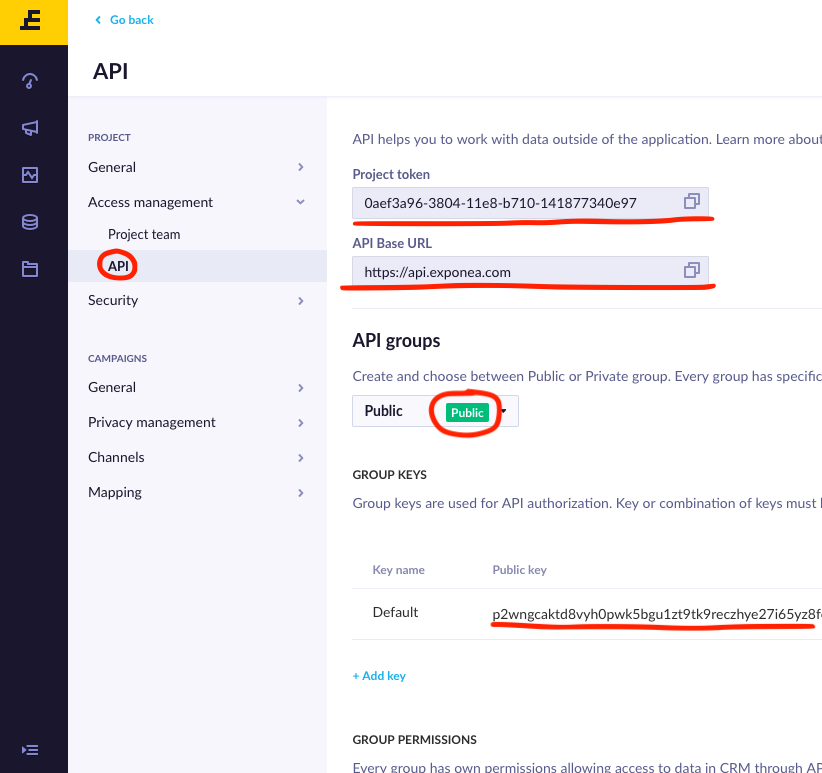 Go back
API
PROJECT
General
Access management
Project team
API
Security
CAMPAIGNS
General
Privacy management
Channels
Mapping
API helps you to work with data outside of the application. Learn more about
Project token
0aef3a96-3804-11e8-b710-141877340e97
API Base URL
https://api.exponea.com
API groups
Create and choose between Public or Private group. Every group has specific
Public Public
GROUP KEYS
Group keys are used for API authorization. Key or combination of keys must
Key name Public key
Default p2wngcaktd8vyh0pwk5bgu1zt9tk9reczhye27i65yz8f
+ Add key
GROUP PERMISSIONS
Every group has own permissions allowing access to data in CRM through AP